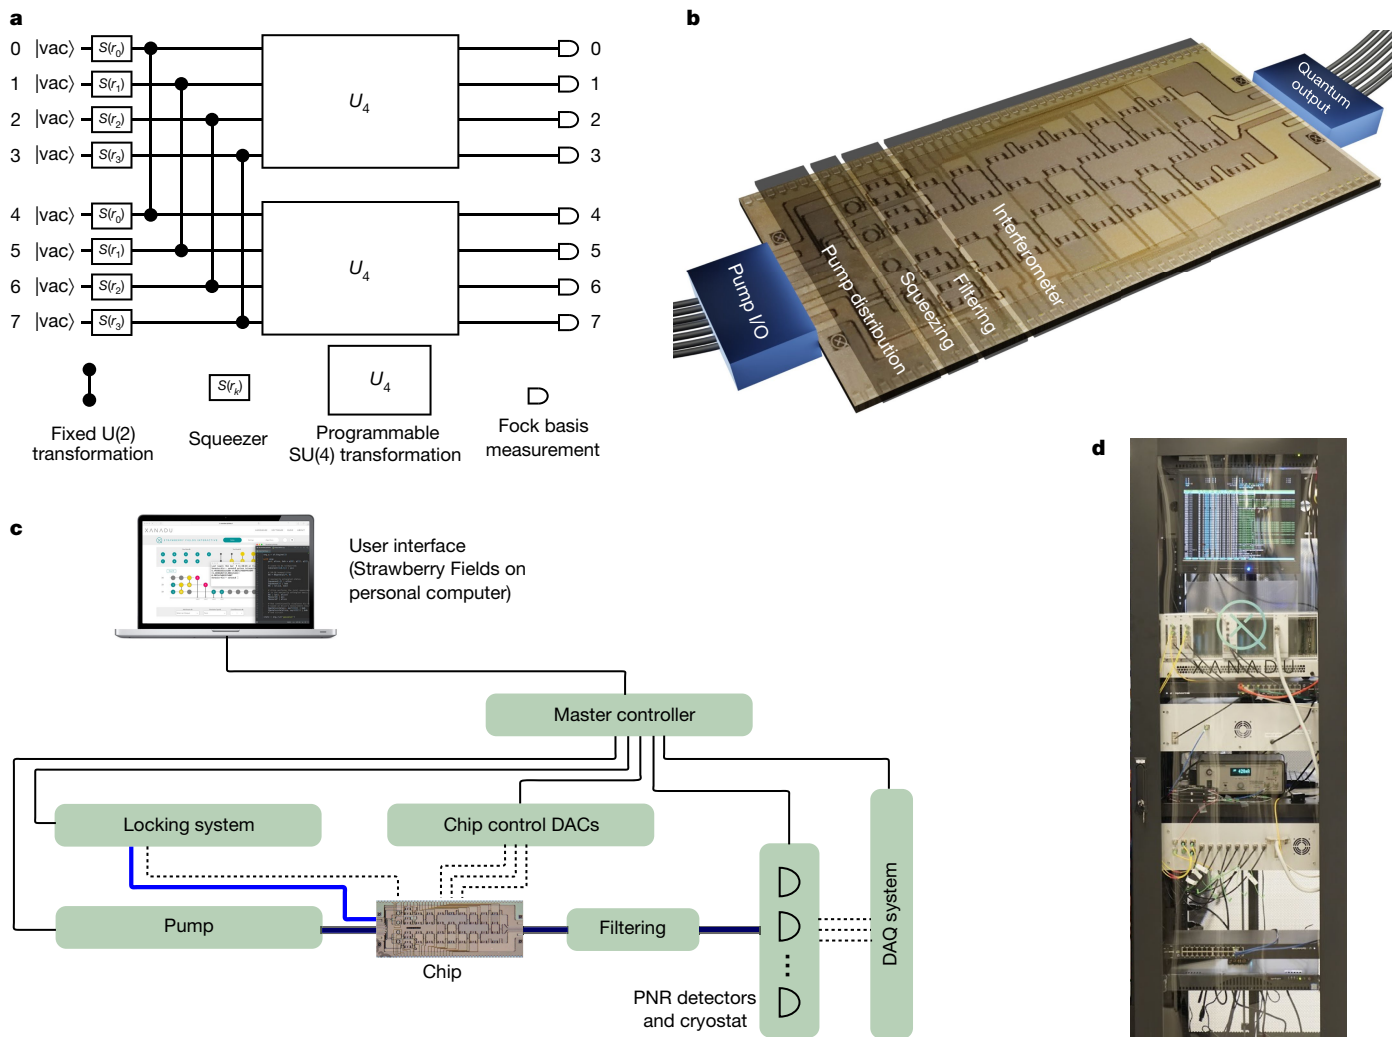 a
0 |vac⟩ S(r0) 0
1 |vac⟩ S(r1) 1
2 |vac⟩ S(r2) 2
3 |vac⟩ S(r3) 3
U4
4 |vac⟩ S(r0) 4
5 |vac⟩ S(r1) 5
6 |vac⟩ S(r2) 6
7 |vac⟩ S(r3) 7
U4
S(rk)
U4
Fixed U(2)
transformation
Squeezer
Programmable
SU(4) transformation
Fock basis
measurement
b
Quantum
output
Pump I/O
Pump distribution
Squeezing
Filtering
Interferometer
c
XANADU
User interface
(Strawberry Fields on
personal computer)
Master controller
Locking system
Chip control DACs
Pump
Chip
Filtering
PNR detectors
and cryostat
DAQ system
d
XANADU